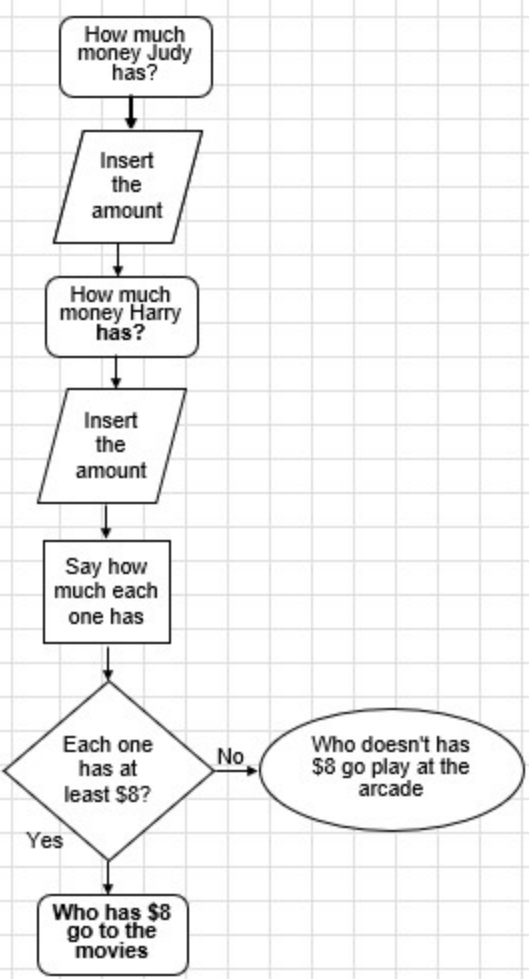 How much
money Judy
has?
Insert
the
amount
How much
money Harry
has?
Insert
the
amount
Say how
much each
one has
Each one
has at
least $8?
No
Who doesn't has
$8 go play at the
arcade
Yes
Who has $8
go to the
movies